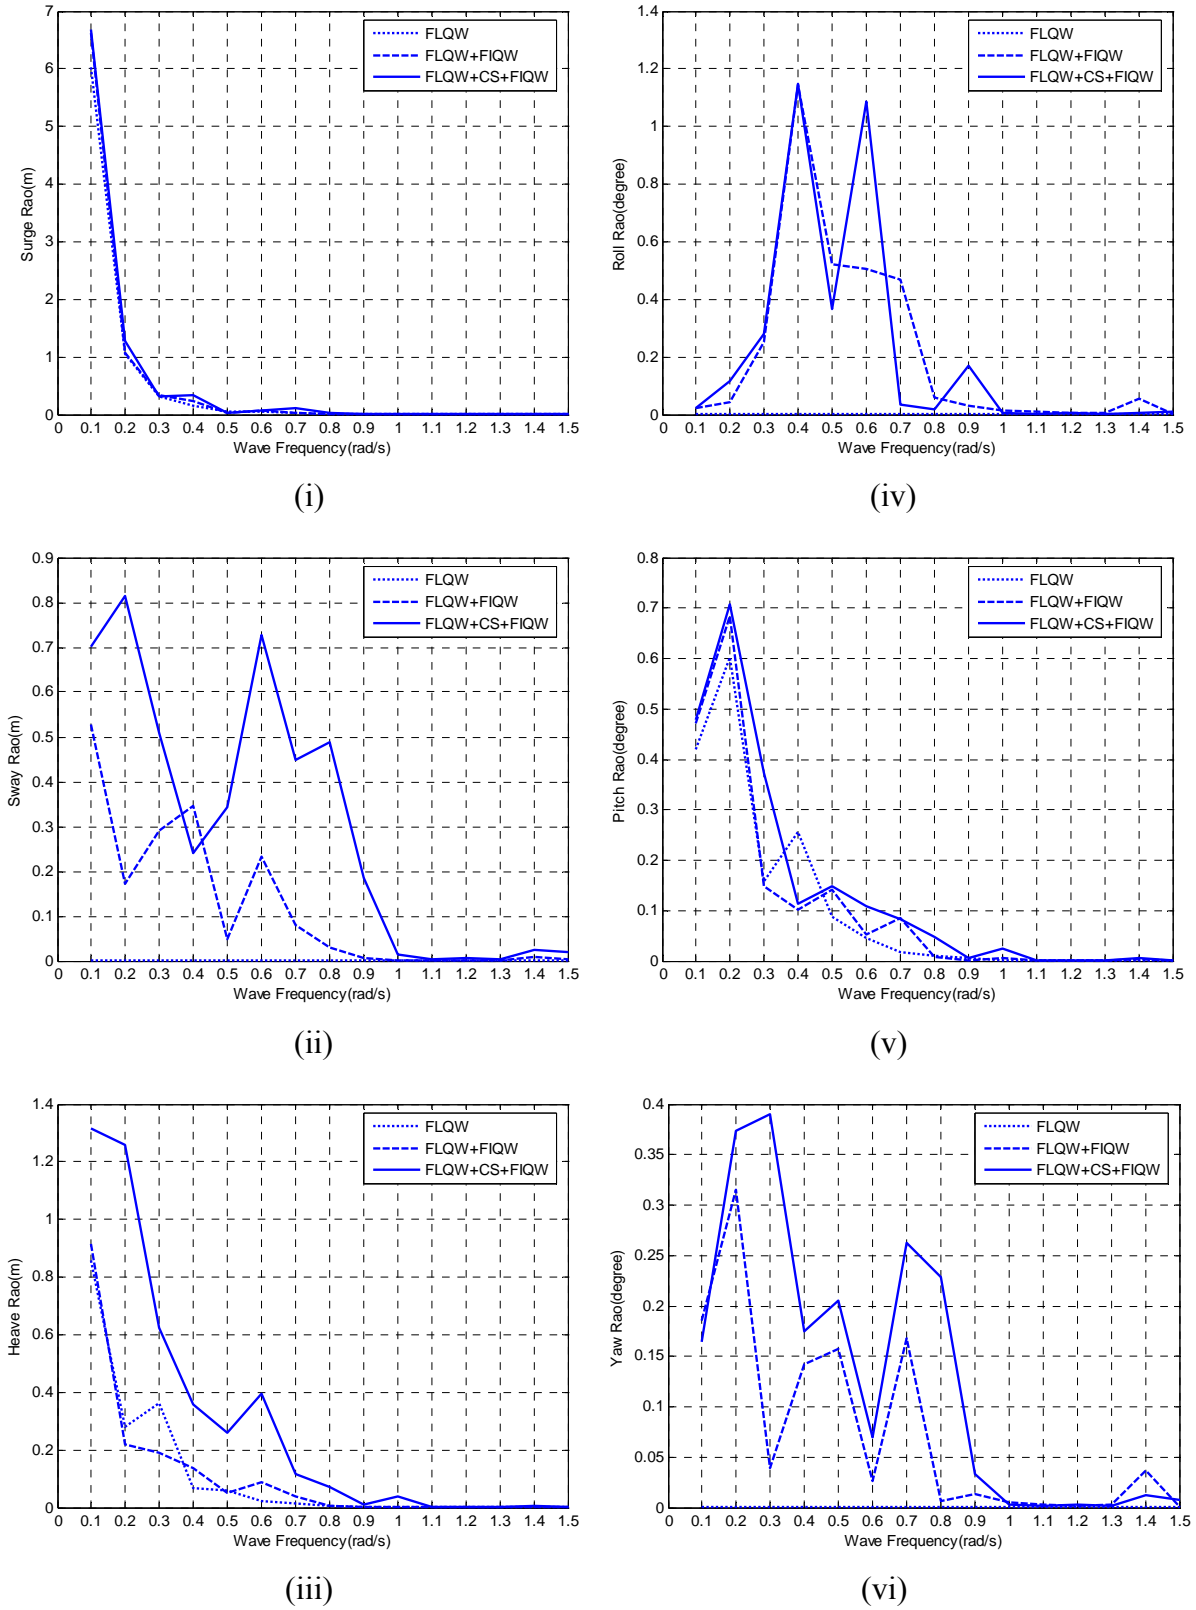 7
6
5
4
3
2
1
0
Surge Rao(m)
FLQW
FLQW+FIQW
FLQW+CS+FIQW
0 0.1 0.2 0.3 0.4 0.5 0.6 0.7 0.8 0.9 1 1.1 1.2 1.3 1.4 1.5
Wave Frequency(rad/s)
(i)
1.4
1.2
1
0.8
0.6
0.4
0.2
0
Roll Rao(degree)
FLQW
FLQW+FIQW
FLQW+CS+FIQW
0 0.1 0.2 0.3 0.4 0.5 0.6 0.7 0.8 0.9 1 1.1 1.2 1.3 1.4 1.5
Wave Frequency(rad/s)
(iv)
0.9
0.8
0.7
0.6
0.5
0.4
0.3
0.2
0.1
0
Sway Rao(m)
FLQW
FLQW+FIQW
FLQW+CS+FIQW
0 0.1 0.2 0.3 0.4 0.5 0.6 0.7 0.8 0.9 1 1.1 1.2 1.3 1.4 1.5
Wave Frequency(rad/s)
(ii)
0.8
0.7
0.6
0.5
0.4
0.3
0.2
0.1
0
Pitch Rao(degree)
FLQW
FLQW+FIQW
FLQW+CS+FIQW
0 0.1 0.2 0.3 0.4 0.5 0.6 0.7 0.8 0.9 1 1.1 1.2 1.3 1.4 1.5
Wave Frequency(rad/s)
(v)
1.4
1.2
1
0.8
0.6
0.4
0.2
0
Heave Rao(m)
FLQW
FLQW+FIQW
FLQW+CS+FIQW
0 0.1 0.2 0.3 0.4 0.5 0.6 0.7 0.8 0.9 1 1.1 1.2 1.3 1.4 1.5
Wave Frequency(rad/s)
(iii)
0.4
0.35
0.3
0.25
0.2
0.15
0.1
0.05
0
Yaw Rao(degree)
FLQW
FLQW+FIQW
FLQW+CS+FIQW
0 0.1 0.2 0.3 0.4 0.5 0.6 0.7 0.8 0.9 1 1.1 1.2 1.3 1.4 1.5
Wave Frequency(rad/s)
(vi)